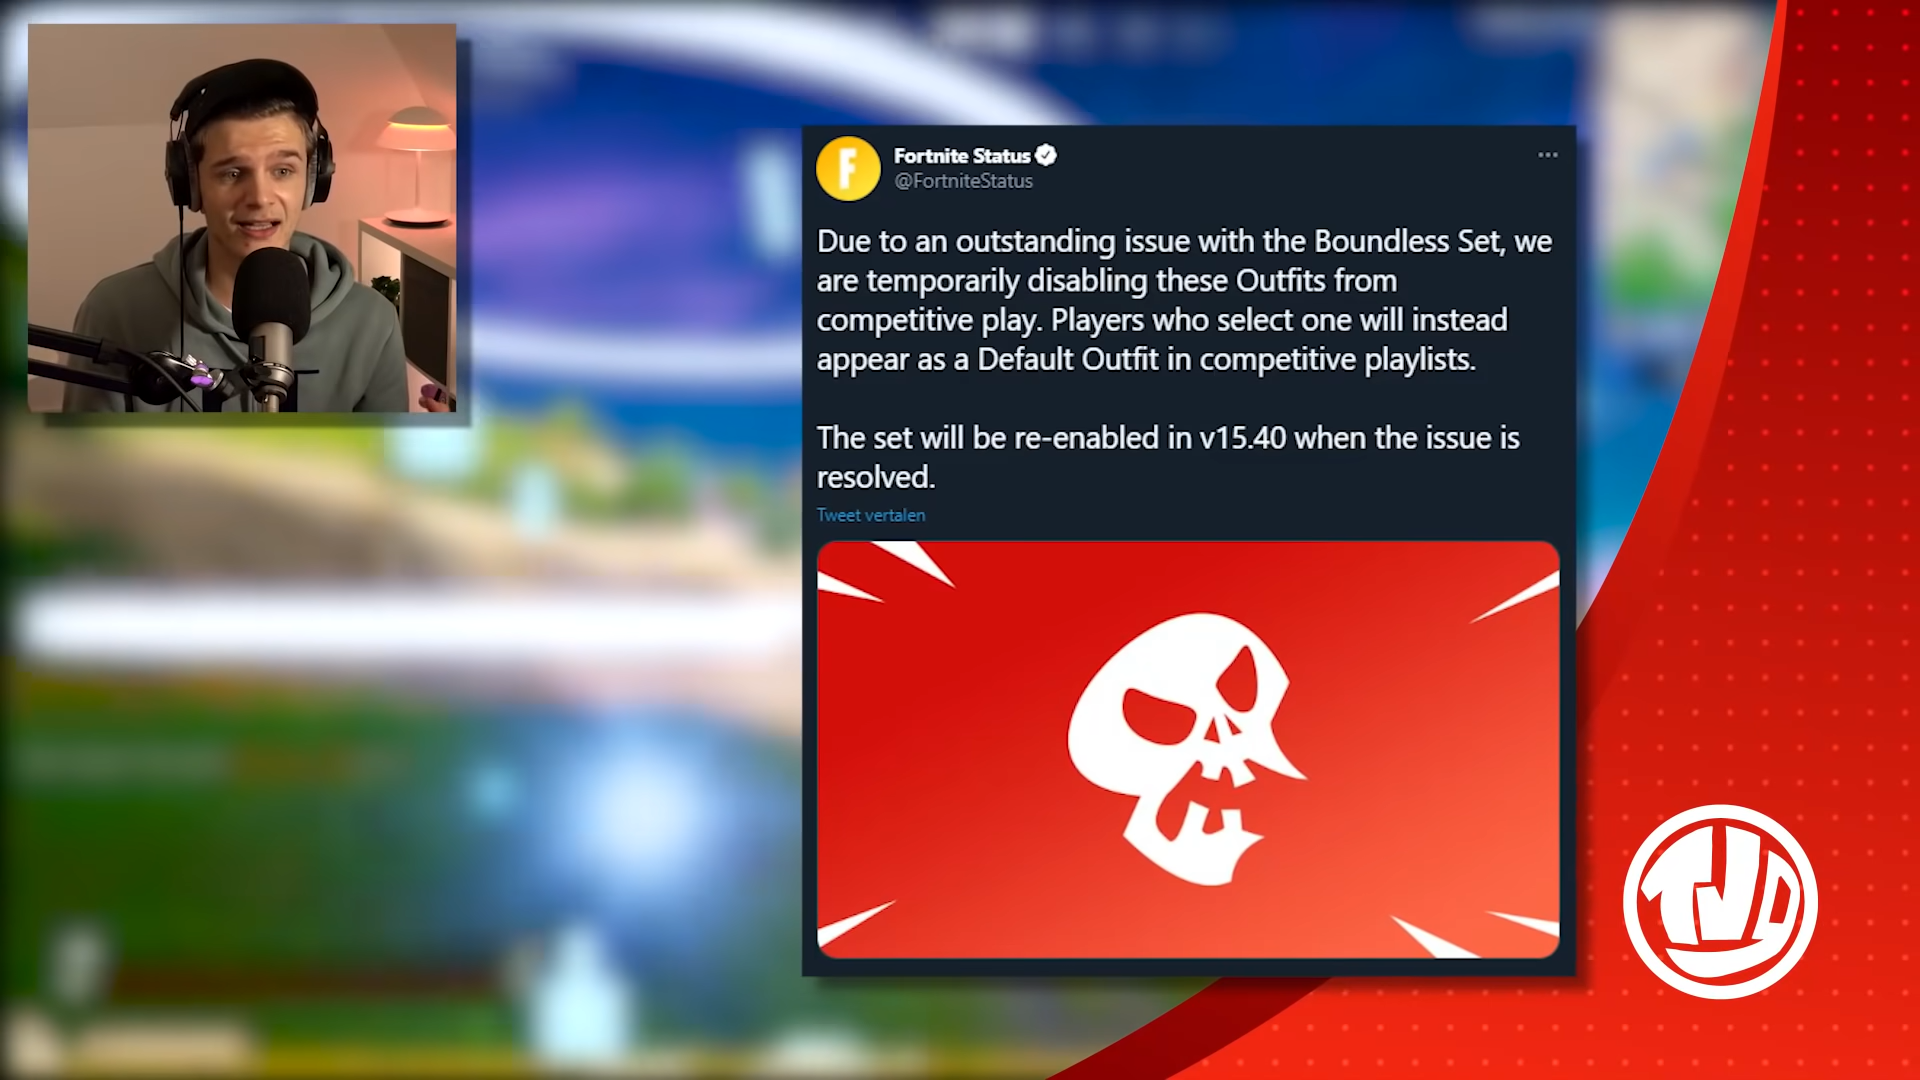 Fortnite Status
@FortniteStatus
Due to an outstanding issue with the Boundless Set, we
are temporarily disabling these Outfits from
competitive play. Players who select one will instead
appear as a Default Outfit in competitive playlists.
The set will be re-enabled in v15.40 when the issue is
resolved.
Tweet vertalen
TJD